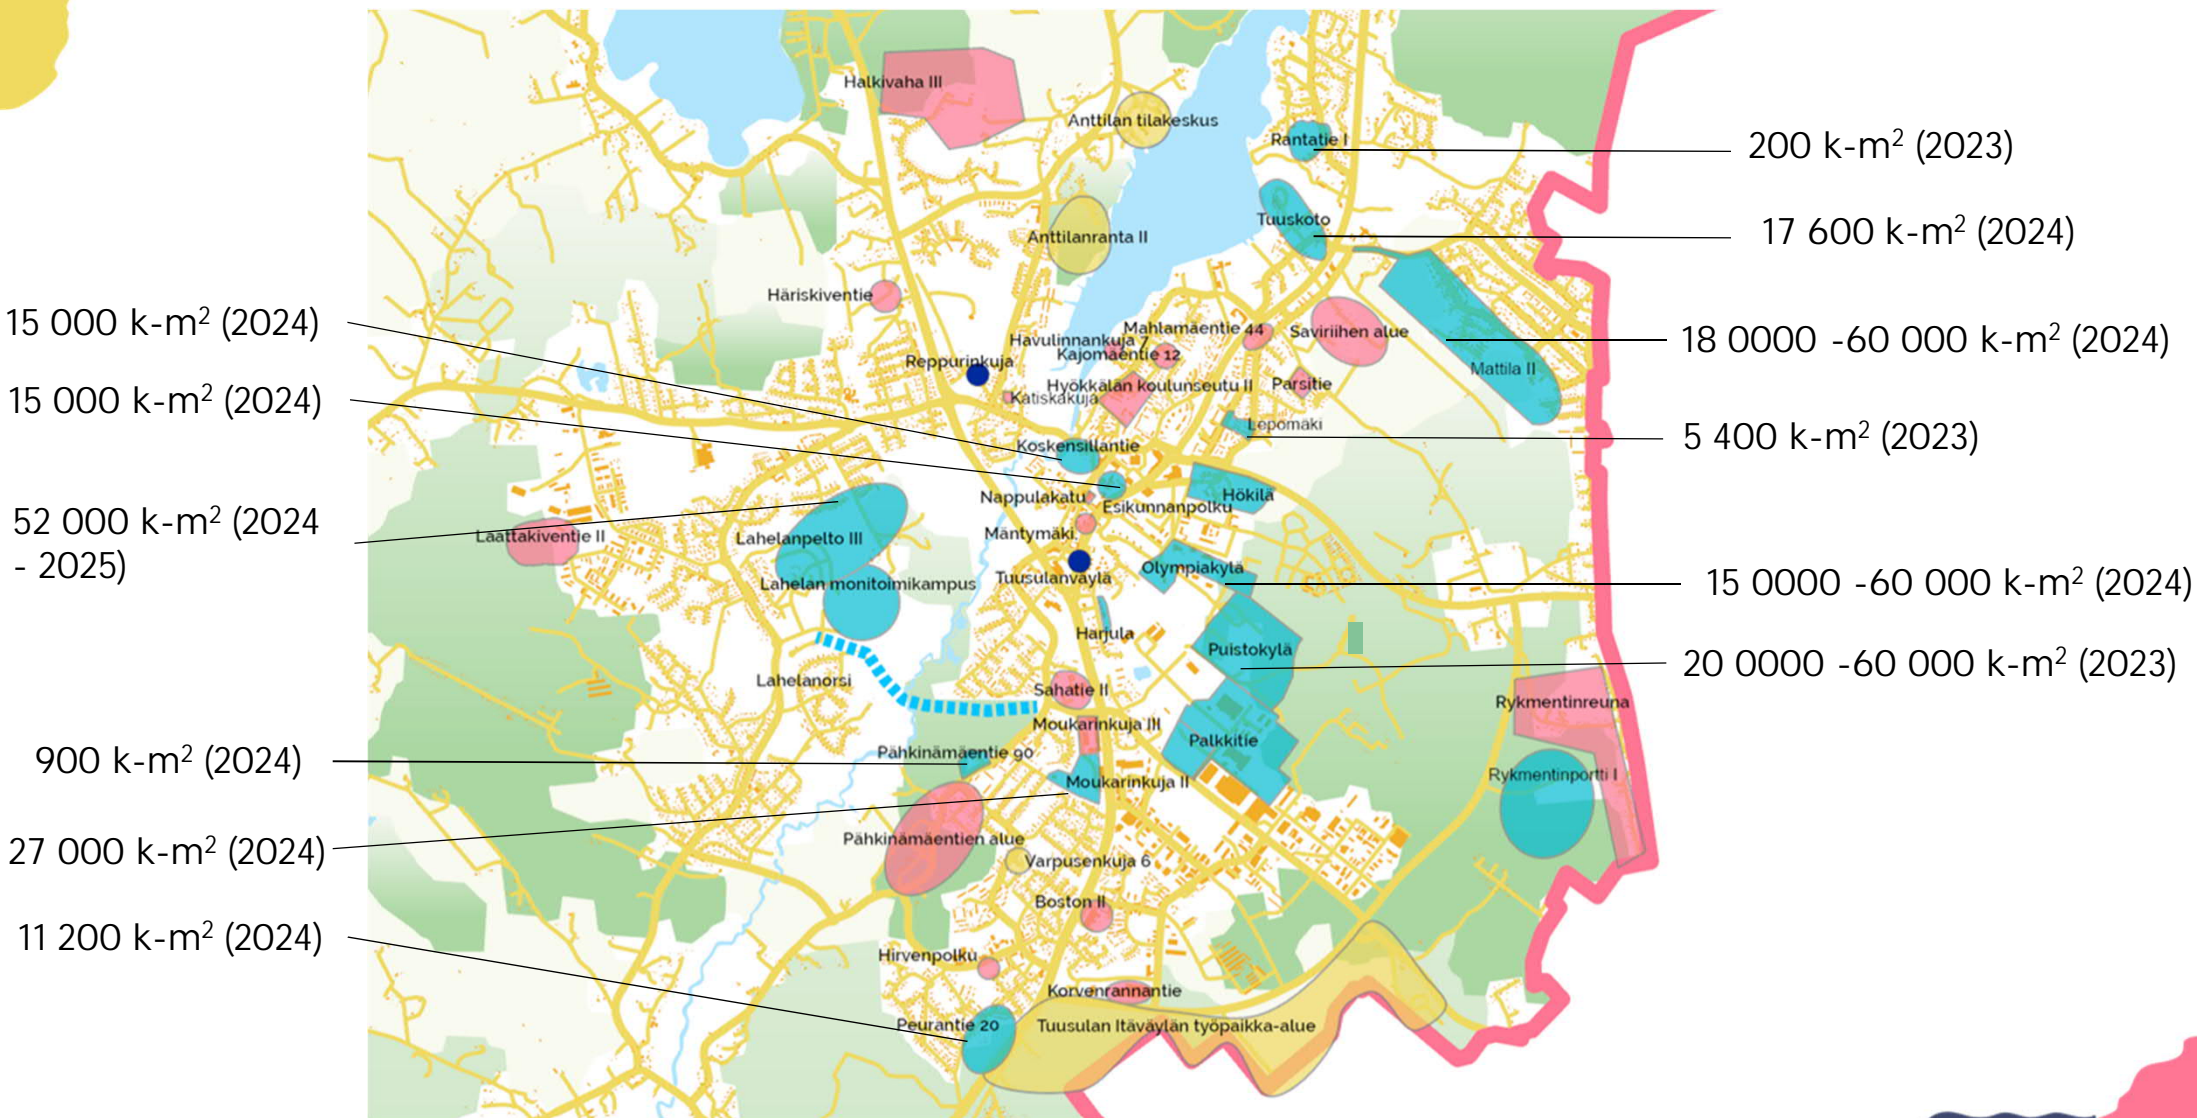 Halkivaha III
Anttilan tilakeskus
Rantatie I
200 k-m² (2023)
Tuuskoto
17 600 k-m² (2024)
Anttilanranta II
Häriskiventie
15 000 k-m² (2024)
Mahlamäentie 44
Saviriihen alue
18 0000 -60 000 k-m² (2024)
Havulinnankuja 7
Kajomäentie 12
Reppurinkuja
Mattila II
Hyökkälän koulunseutu II
Parsitie
15 000 k-m² (2024)
Katiskakuja
Lepomäki
5 400 k-m² (2023)
Koskensillantie
Nappulakatu
Hökilä
Esikunnanpolku
52 000 k-m² (2024
- 2025)
Laattakiventie II
Lahelanpelto III
Mäntymäki
Olympiakylä
Tuusulanväylä
Lahelan monitoimikampus
15 0000 -60 000 k-m² (2024)
Harjula
Puistokylä
20 0000 -60 000 k-m² (2023)
Lahelanorsi
Sahatie II
Rykmentinreuna
Moukarinkuja III
Palkkitie
Pähkinämäentie 90
900 k-m² (2024)
Rykmentinportti I
Moukarinkuja II
Pähkinämäentien alue
27 000 k-m² (2024)
Varpusenkuja 6
Boston II
11 200 k-m² (2024)
Hirvenpolku
Korvenrannantie
Peurantie 20
Tuusulan Itäväylän työpaikka-alue